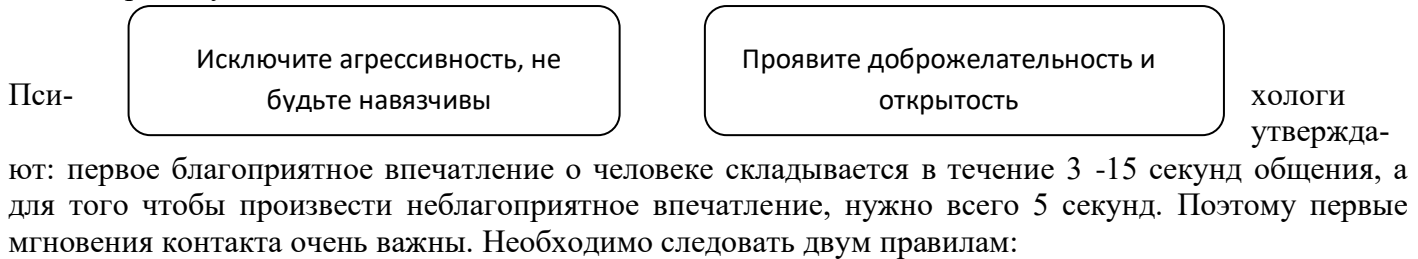 Исключите агрессивность, не
будьте навязчивы
Проявите доброжелательность и
открытость
Пси-
хологи
утвержда-
ют: первое благоприятное впечатление о человеке складывается в течение 3 -15 секунд общения, а
для того чтобы произвести неблагоприятное впечатление, нужно всего 5 секунд. Поэтому первые
мгновения контакта очень важны. Необходимо следовать двум правилам: